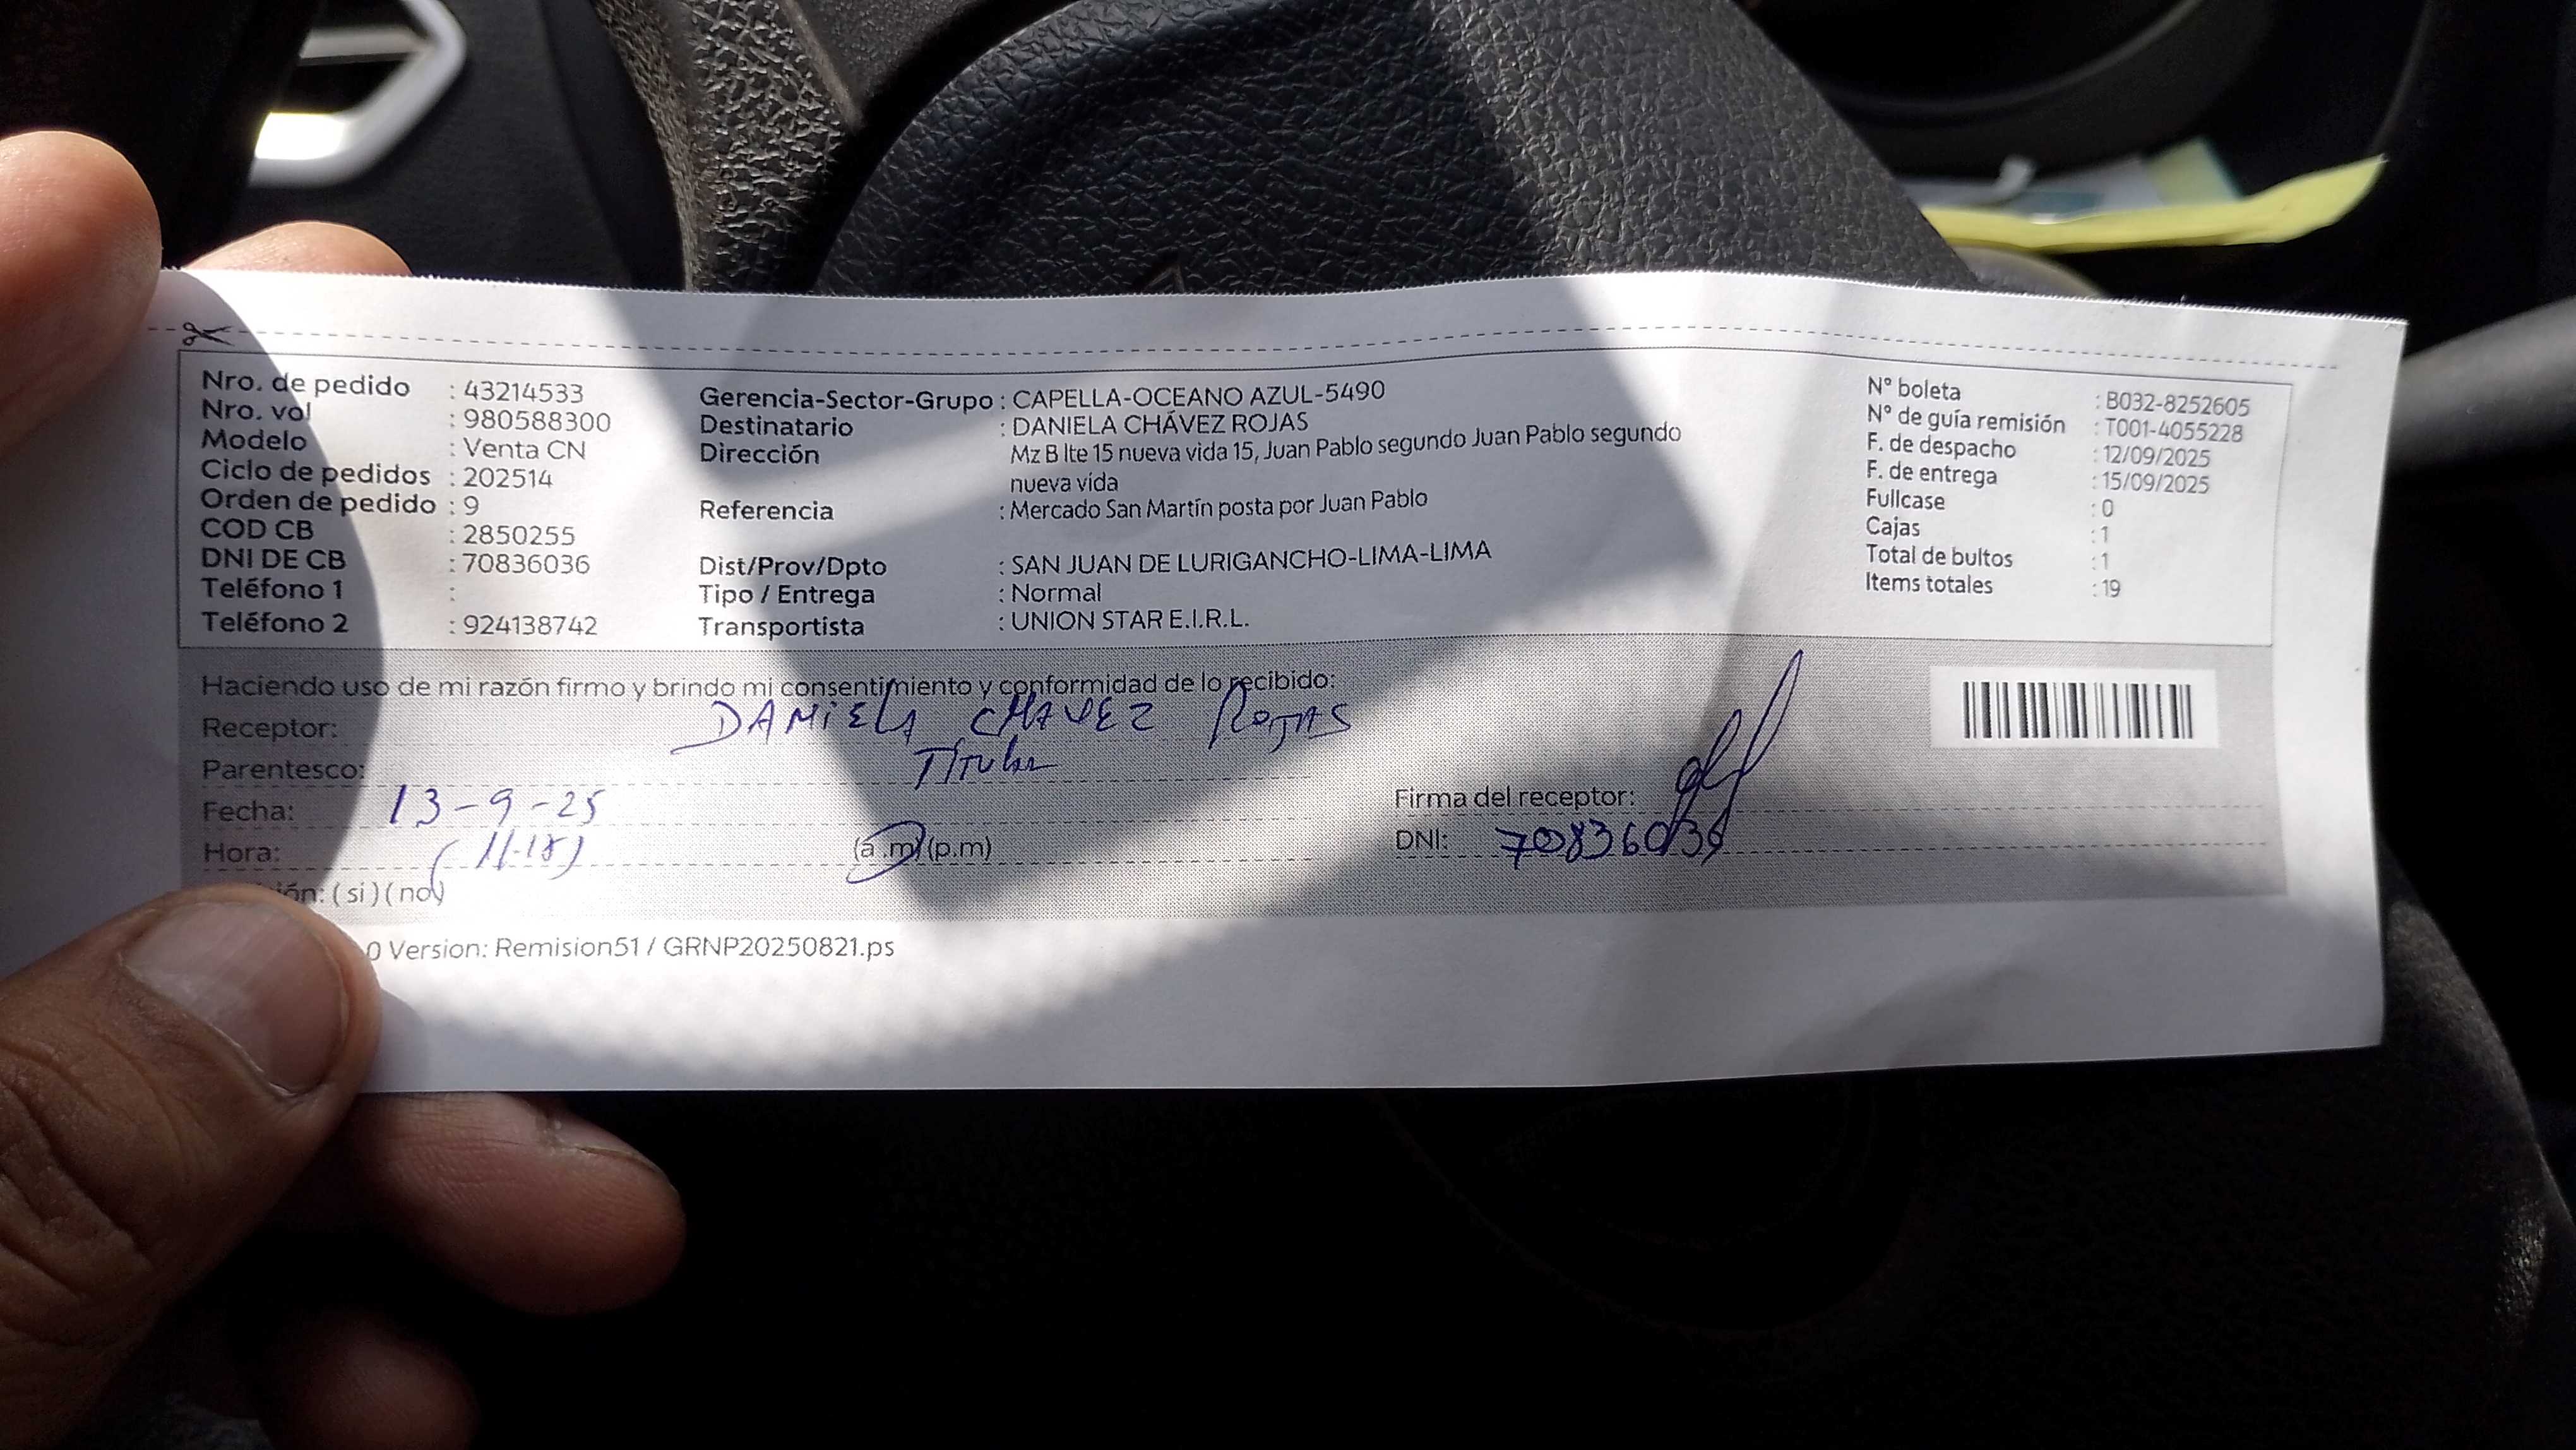 Nro. de pedido : 43214533
Nro. vol : 980588300
Modelo : Venta CN
Ciclo de pedidos : 202514
Orden de pedido : 9
COD CB : 2850255
DNI DE CB : 70836036
Teléfono 1 :
Teléfono 2 : 924138742
Gerencia-Sector-Grupo : CAPELLA-OCEANO AZUL-5490
Destinatario : DANIELA CHÁVEZ ROJAS
Dirección Mz B lte 15 nueva vida 15, Juan Pablo segundo Juan Pablo segundo
nueva vida
Referencia : Mercado San Martín posta por Juan Pablo
Dist/Prov/Dpto : SAN JUAN DE LURIGANCHO-LIMA-LIMA
Tipo / Entrega : Normal
Transportista : UNION STAR E.I.R.L.
N° boleta : B032-8252605
N° de guía remisión : T001-4055228
F. de despacho : 12/09/2025
F. de entrega : 15/09/2025
Fullcase : 0
Cajas : 1
Total de bultos : 1
Items totales : 19
Haciendo uso de mi razón firmo y brindo mi consentimiento y conformidad de lo recibido:
Receptor: DANIELA CHAVEZ ROJAS
Parentesco: Titular
Fecha: 13-9-25
Hora: (11:18) (a.m) (p.m)
ión: ( si ) ( no )
Firma del receptor:
DNI: 70836036
0 Version: Remision51 / GRNP20250821.ps